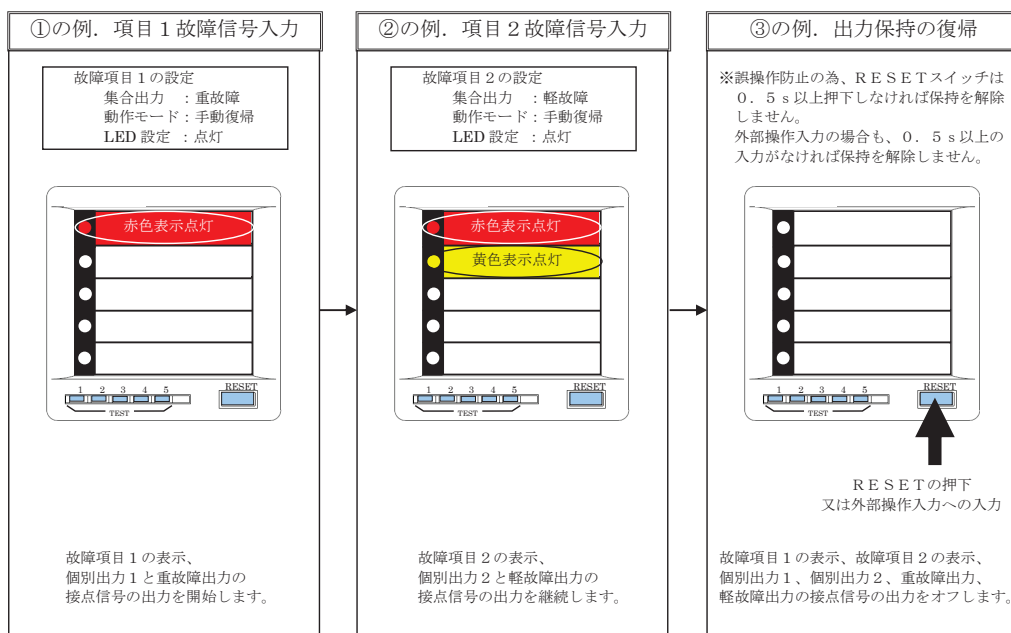 ①の例．項目１故障信号入力
故障項目１の設定
集合出力　：重故障
動作モード：手動復帰
LED 設定　：点灯
赤色表示点灯
1 2 3 4 5
RESET
TEST
故障項目１の表示、
個別出力１と重故障出力の
接点信号の出力を開始します。
②の例．項目２故障信号入力
故障項目２の設定
集合出力　：軽故障
動作モード：手動復帰
LED 設定　：点灯
赤色表示点灯
黄色表示点灯
1 2 3 4 5
RESET
TEST
故障項目２の表示、
個別出力２と軽故障出力の
接点信号の出力を継続します。
③の例．出力保持の復帰
※誤操作防止の為、ＲＥＳＥＴスイッチは
０．５ｓ以上押下しなければ保持を解除
しません。
外部操作入力の場合も、０．５ｓ以上の
入力がなければ保持を解除しません。
1 2 3 4 5
RESET
TEST
ＲＥＳＥＴの押下
又は外部操作入力への入力
故障項目１の表示、故障項目２の表示、
個別出力１、個別出力２、重故障出力、
軽故障出力の接点信号の出力をオフします。